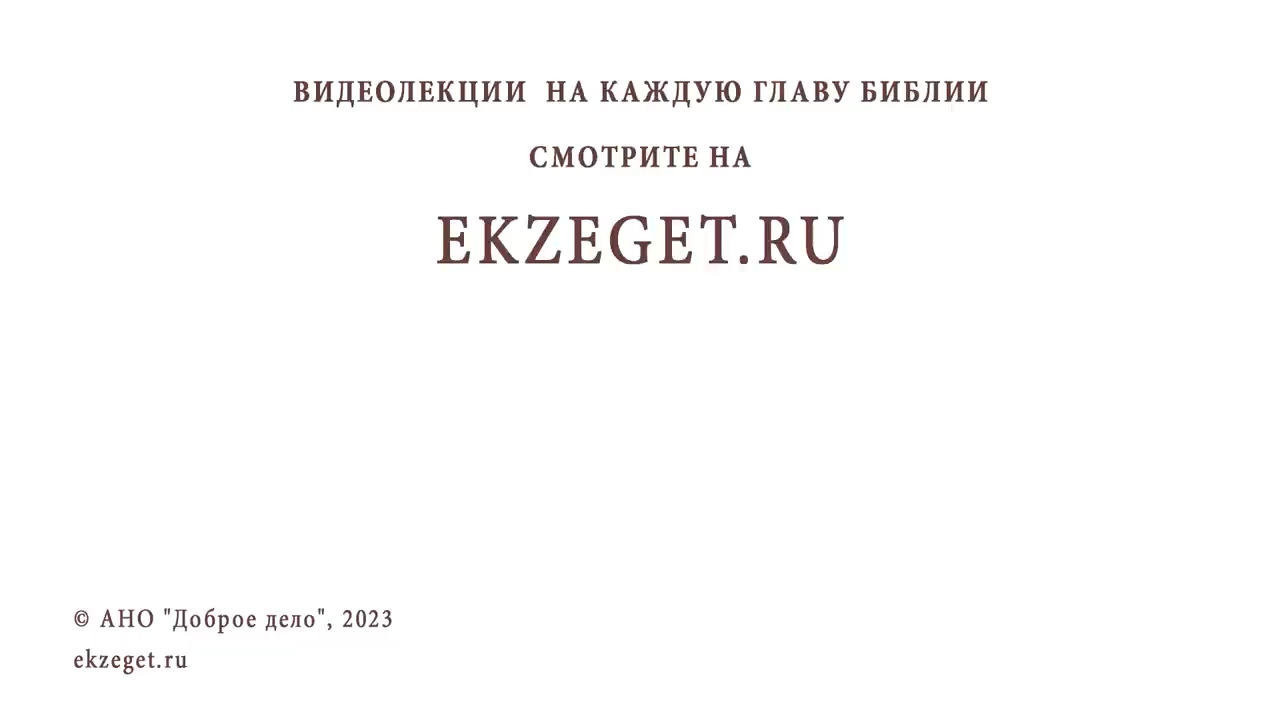 ВИДЕОЛЕКЦИИ НА КАЖДУЮ ГЛАВУ БИБЛИИ
СМОТРИТЕ НА
EKZEGET.RU
© АНО "Доброе дело", 2023
ekzeget.ru